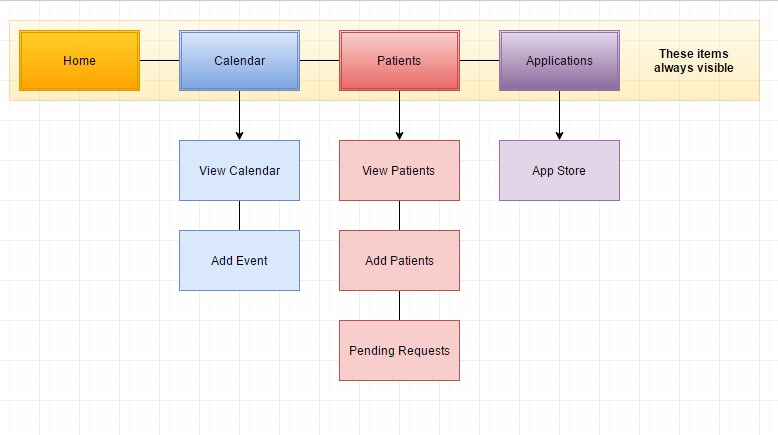 Home
Calendar
Patients
Applications
These items
always visible
View Calendar
View Patients
App Store
Add Event
Add Patients
Pending Requests